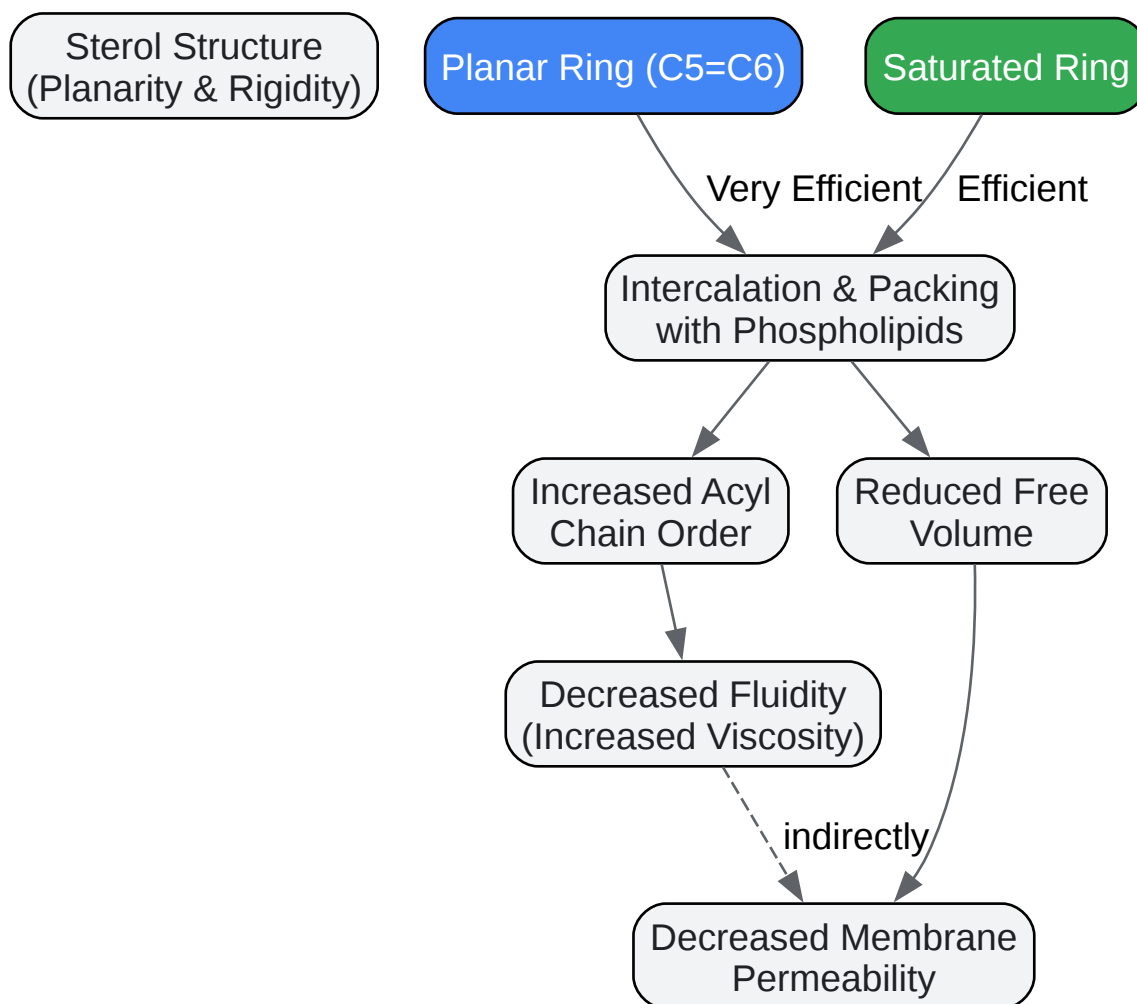 Sterol Structure
(Planarity & Rigidity)
Planar Ring (C5=C6)
Saturated Ring
Very Efficient
Efficient
Intercalation & Packing
with Phospholipids
Increased Acyl
Chain Order
Reduced Free
Volume
Decreased Fluidity
(Increased Viscosity)
indirectly
Decreased Membrane
Permeability